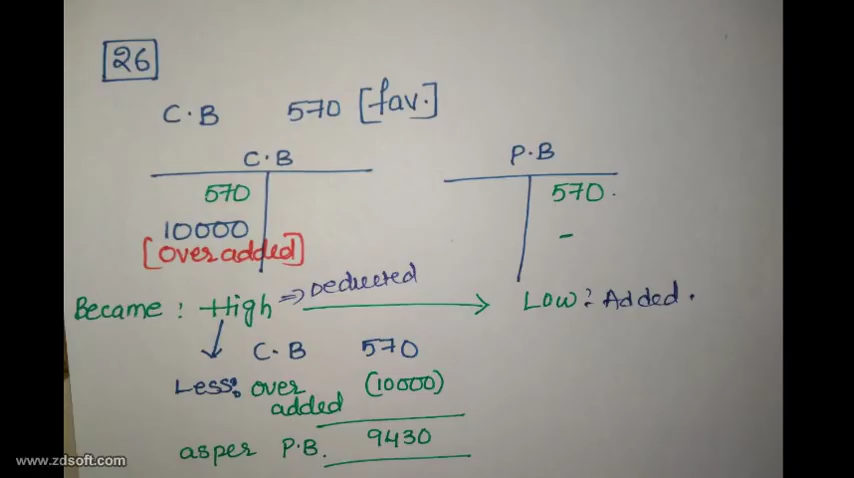 26
C.B 570 [fav.]
C.B
570
10000
[over added]
P.B
570.
-
Became : High => Deducted → Low : Added.
C.B 570
Less: over added (10000)
as per P.B. 9430
www.zdsoft.com